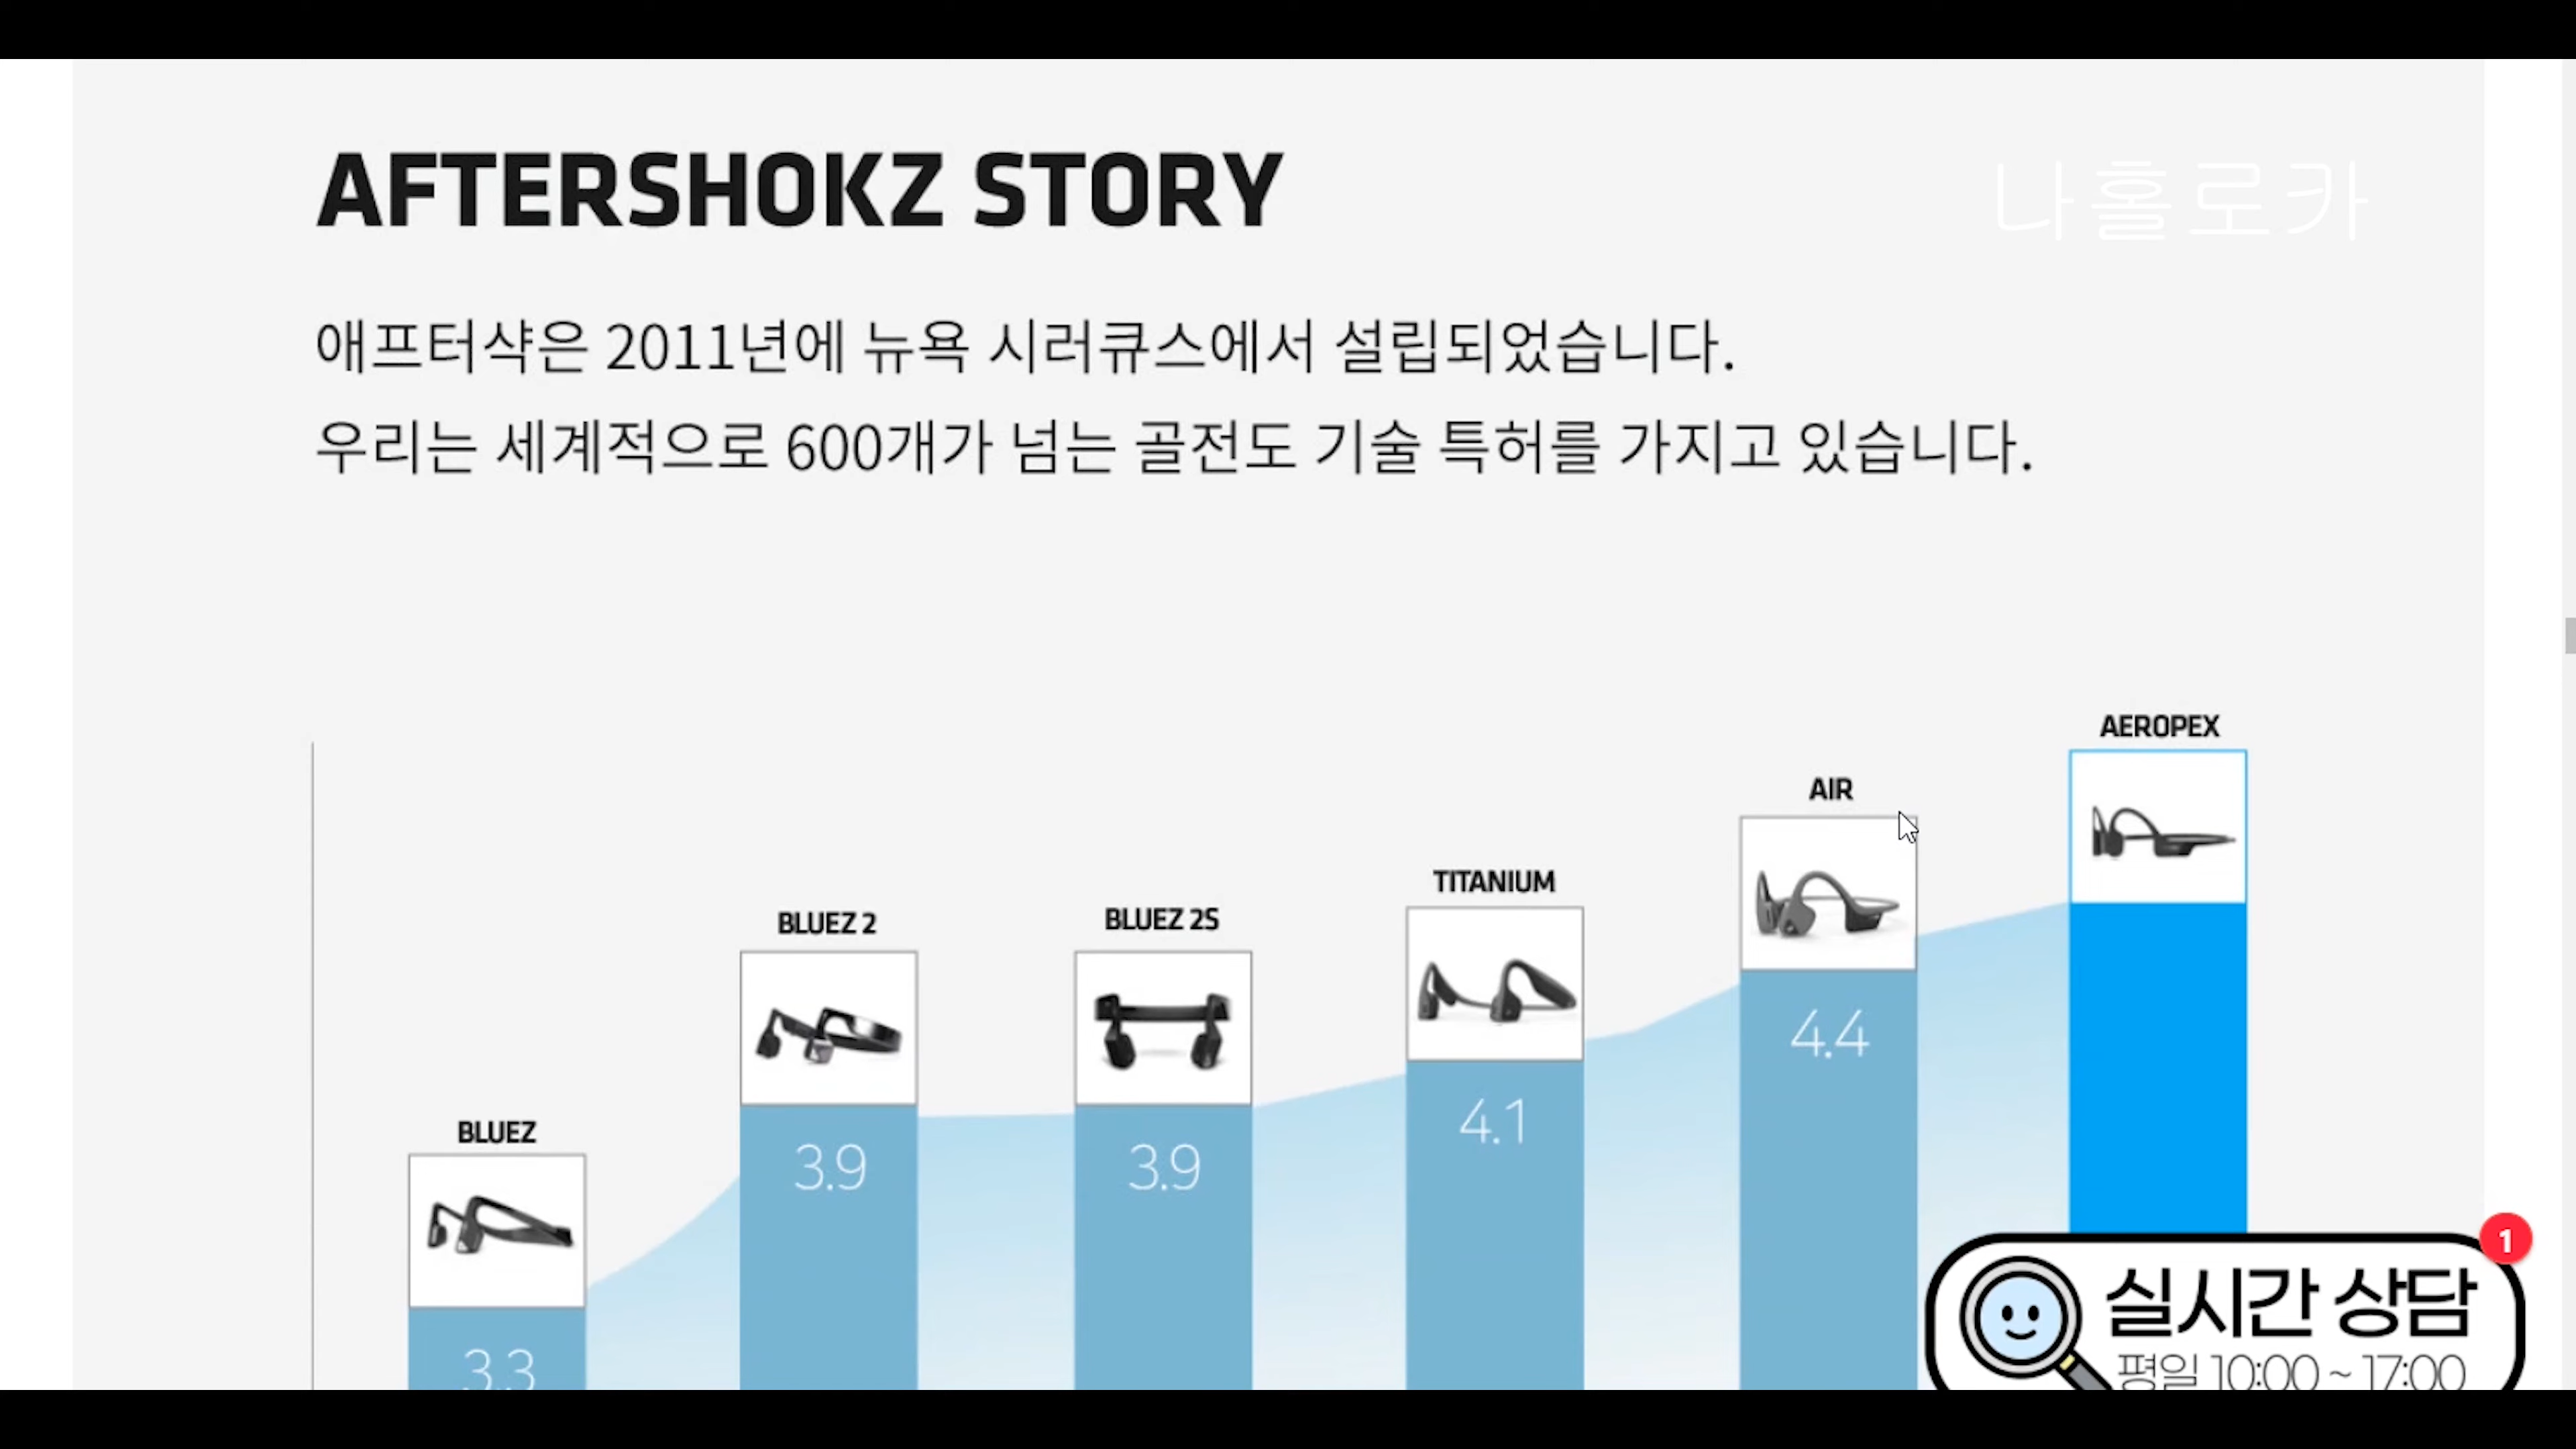 AFTERSHOKZ STORY
나홀로카
애프터샥은 2011년에 뉴욕 시러큐스에서 설립되었습니다.
우리는 세계적으로 600개가 넘는 골전도 기술 특허를 가지고 있습니다.
AEROPEX
AIR
TITANIUM
BLUEZ 2
BLUEZ 2S
BLUEZ
4.4
4.1
3.9
3.9
3.3
1
실시간 상담
평일 10:00 ~ 17:00